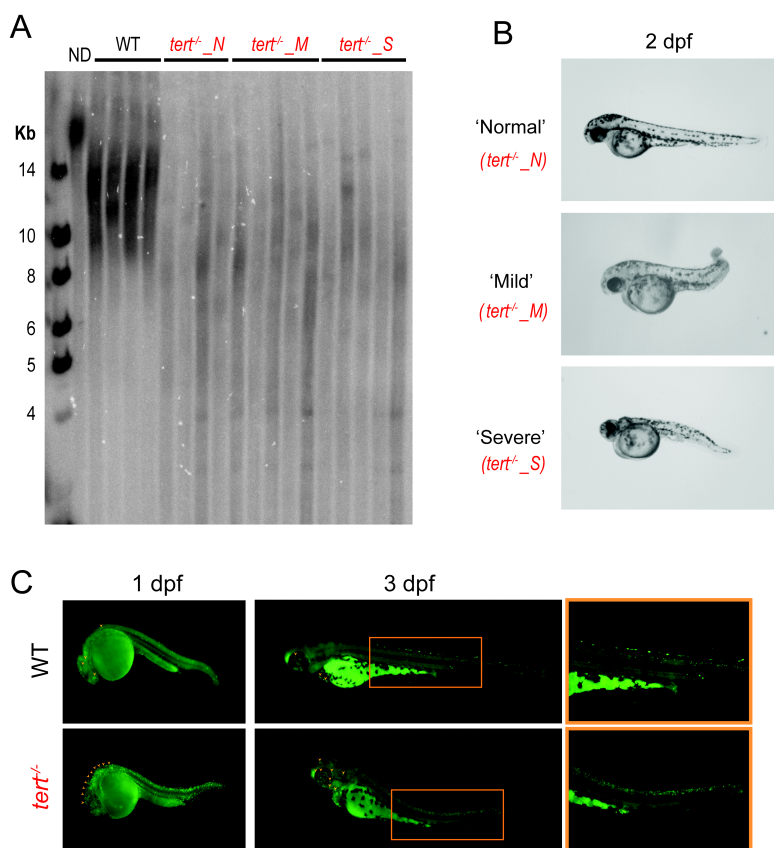 A
ND WT tert-/-_N tert-/-_M tert-/-_S
Kb
14
10
8
6
5
4
B
2 dpf
‘Normal’
(tert-/-_N)
‘Mild’
(tert-/-_M)
‘Severe’
(tert-/-_S)
C
1 dpf 3 dpf
WT
tert-/-